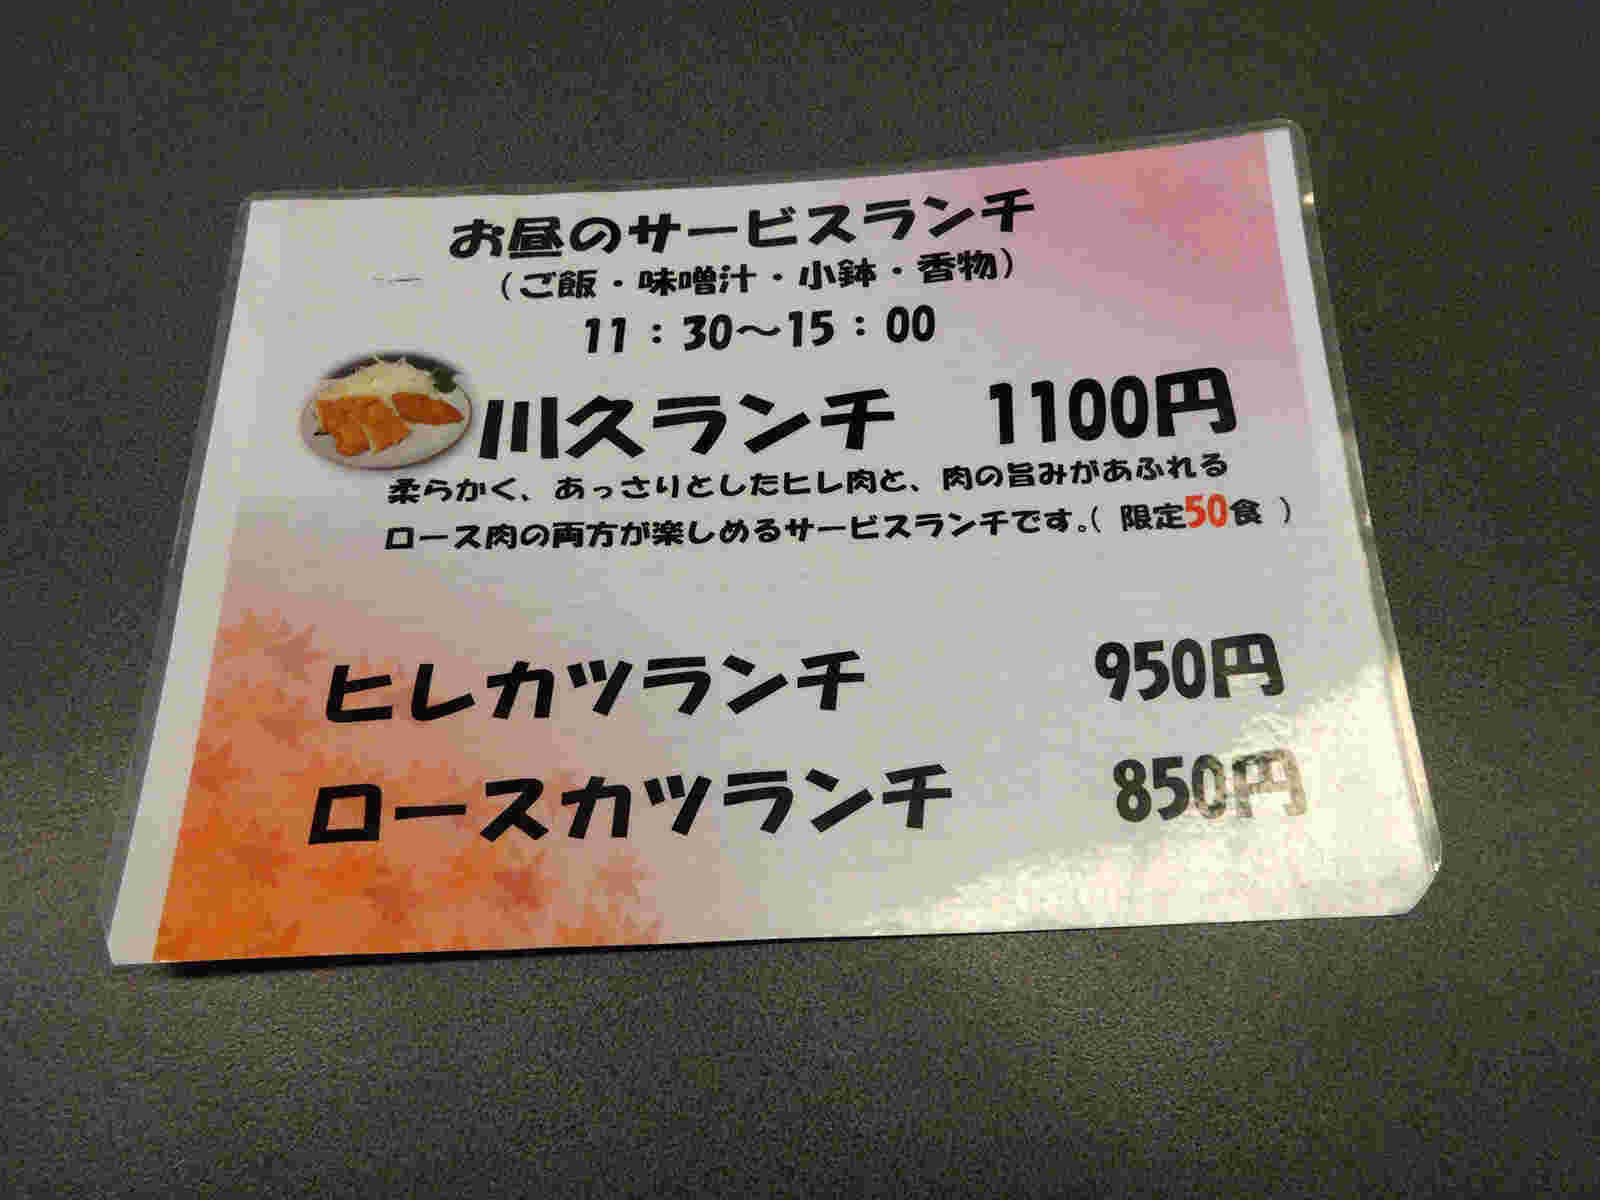 お昼のサービスランチ
(ご飯・味噌汁・小鉢・香物)
11：30～15：00
川久ランチ 1100円
柔らかく、あっさりとしたヒレ肉と、肉の旨みがあふれる
ロース肉の両方が楽しめるサービスランチです。( 限定50食 )
ヒレカツランチ 950円
ロースカツランチ 850円